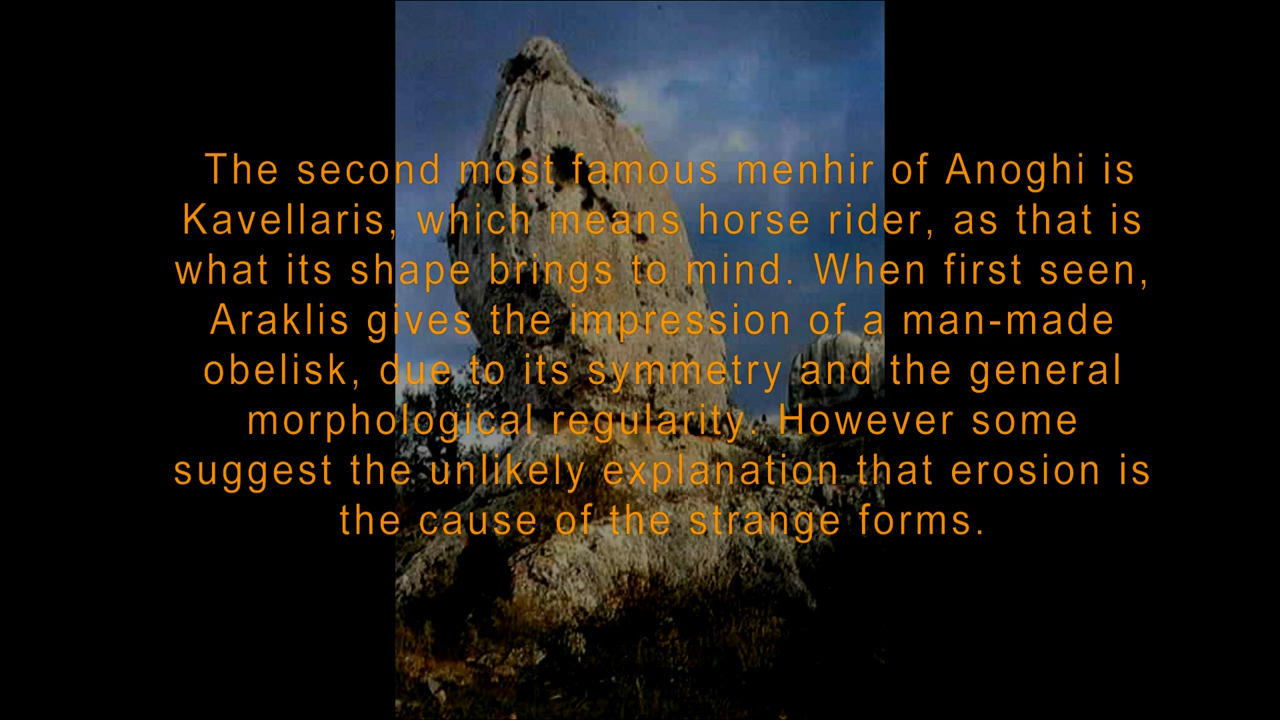 The second most famous menhir of Anoghi is
Kavellaris, which means horse rider, as that is
what its shape brings to mind. When first seen,
Araklis gives the impression of a man-made
obelisk, due to its symmetry and the general
morphological regularity. However some
suggest the unlikely explanation that erosion is
the cause of the strange forms.